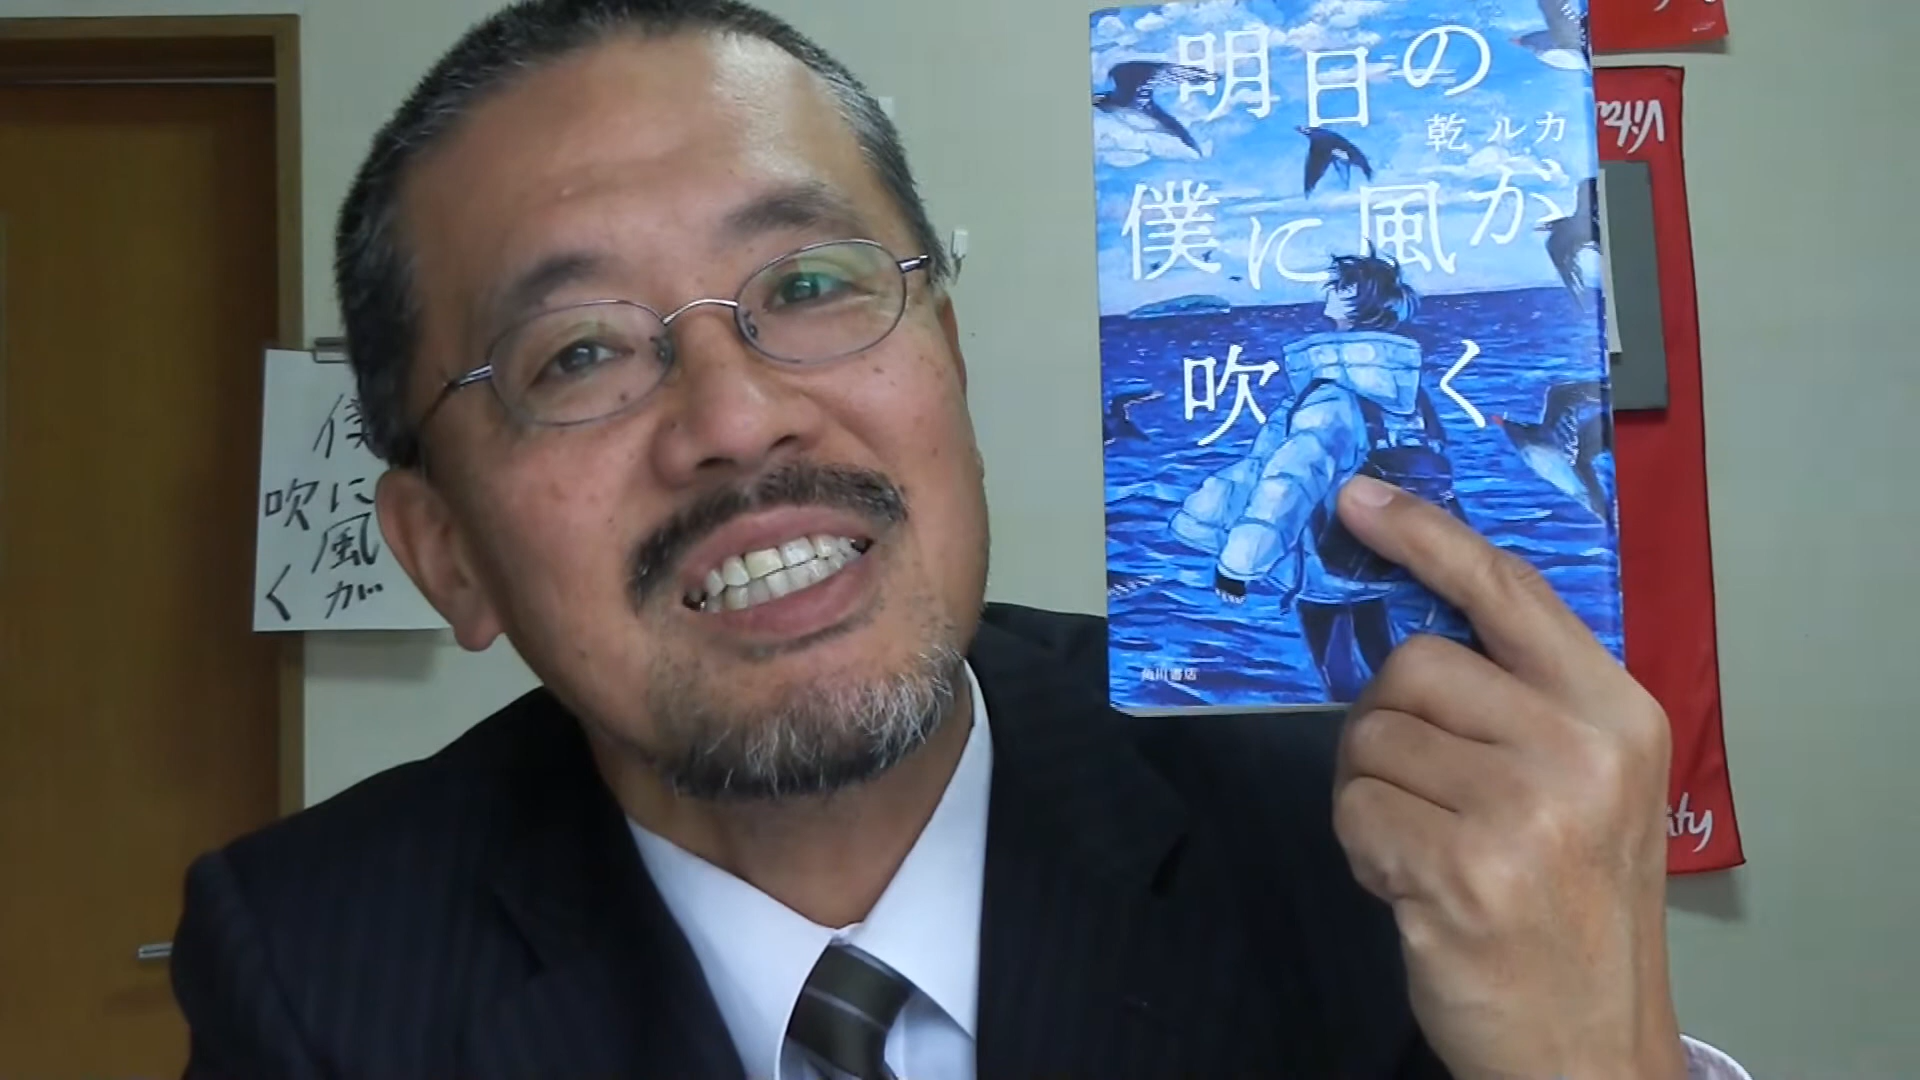 明日の
乾 ルカ
僕に風が
吹く
角川書店
僕
に風が
吹く